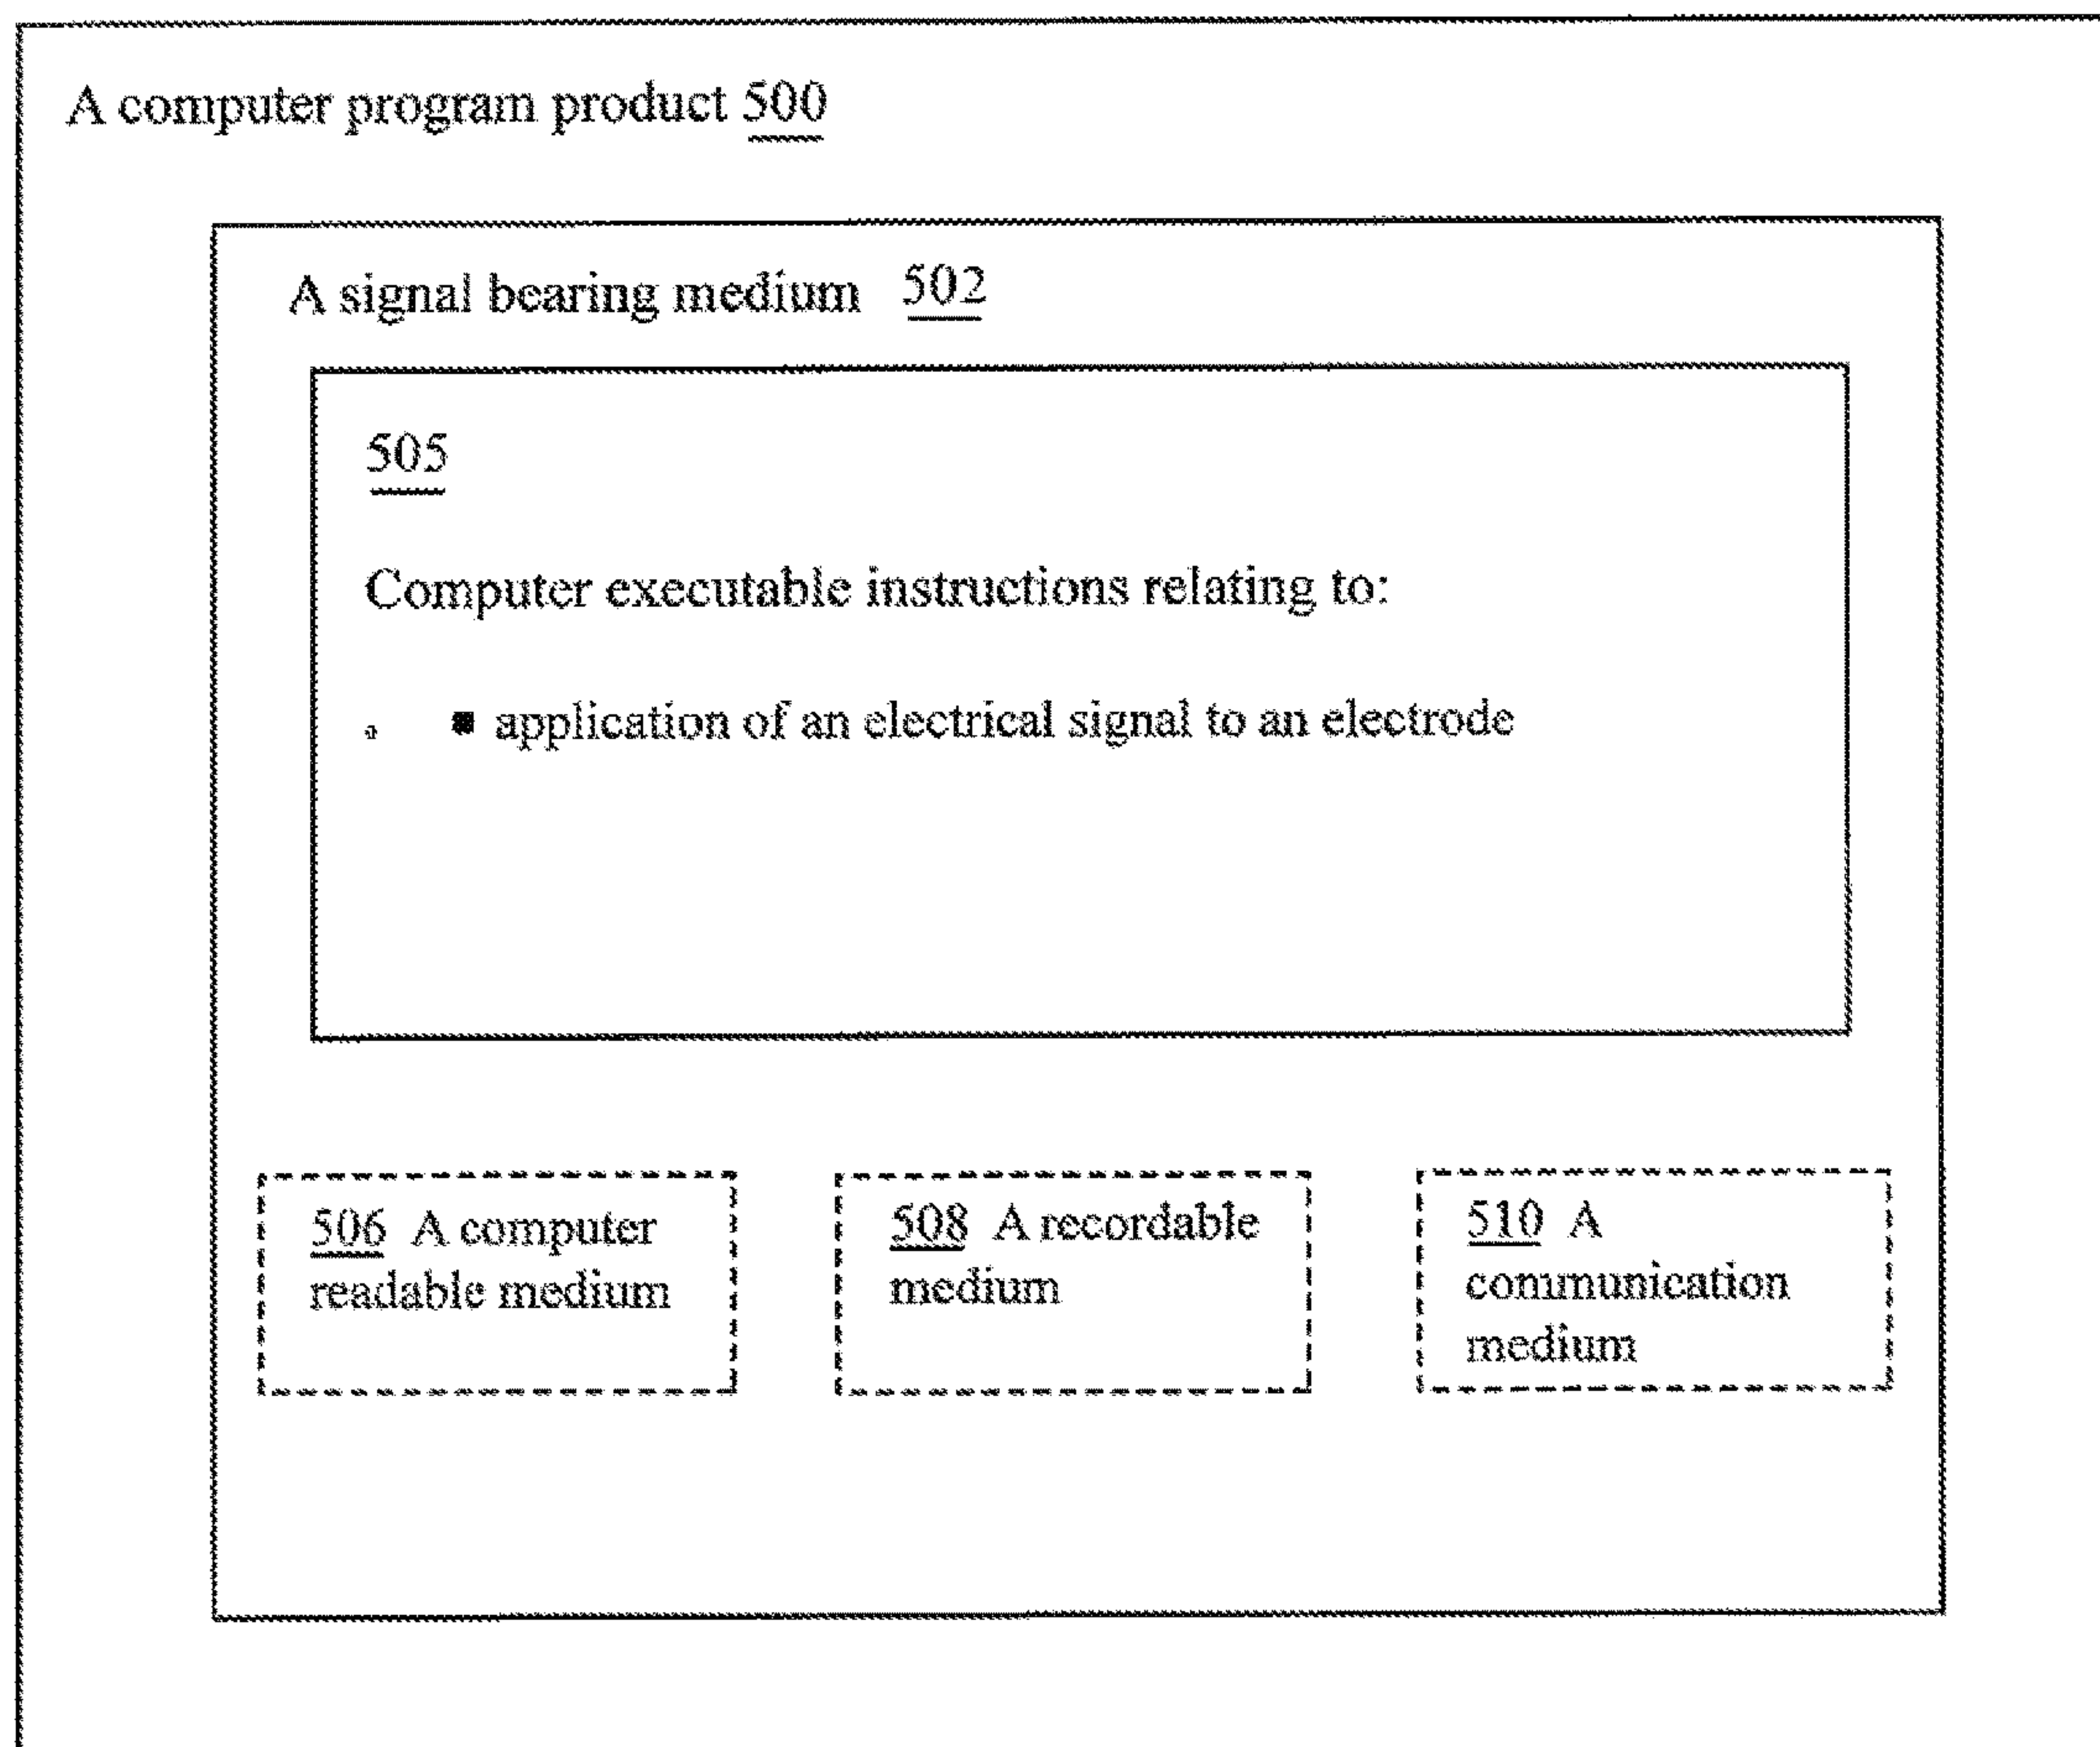 A computer program product 500
A signal bearing medium 502
505
Computer executable instructions relating to:
▪ application of an electrical signal to an electrode
506 A computer
readable medium
508 A recordable
medium
510 A
communication
medium